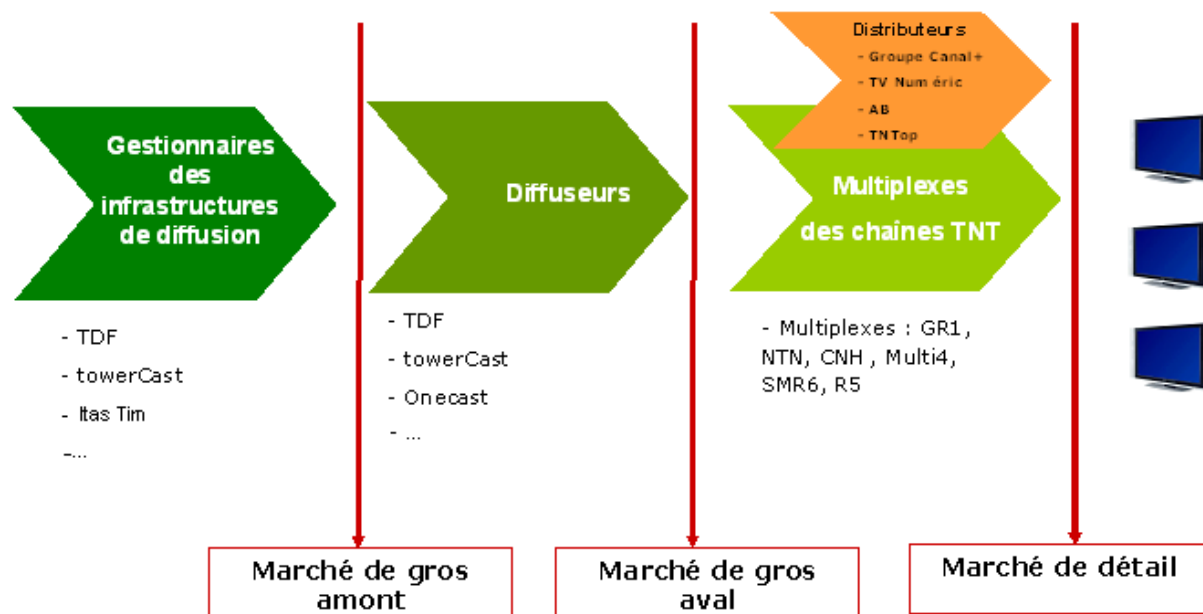 Distributeurs
- Groupe Canal+
- TV Num éric
- AB
- TNTop
Gestionnaires
des
infrastructures
de diffusion
Diffuseurs
Multiplexes
des chaînes TNT
- TDF
- towerCast
- Itas Tim
-...
- TDF
- towerCast
- Onecast
- ...
- Multiplexes : GR1,
NTN, CNH , Multi4,
SMR6, R5
Marché de gros
amont
Marché de gros
aval
Marché de détail